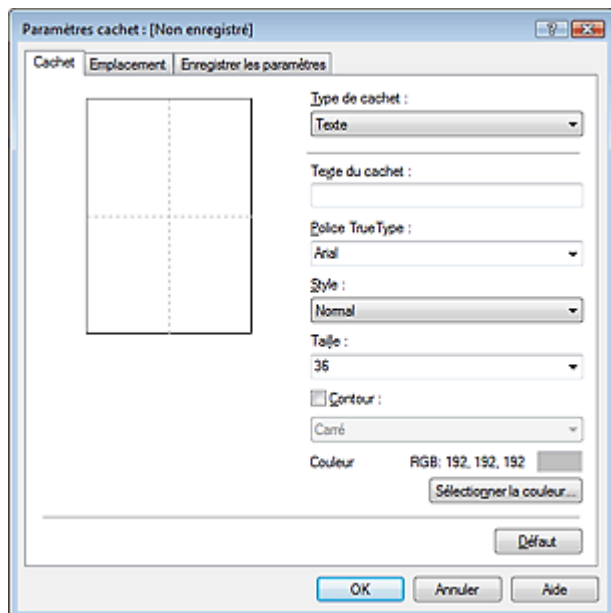 Paramètres cachet : [Non enregistré]
Cachet Emplacement Enregistrer les paramètres
Type de cachet :
Texte
Texte du cachet :
Police TrueType :
Arial
Style :
Normal
Taille :
36
Contour :
Carré
Couleur RGB: 192, 192, 192
Sélectionner la couleur...
Défaut
OK Annuler Aide